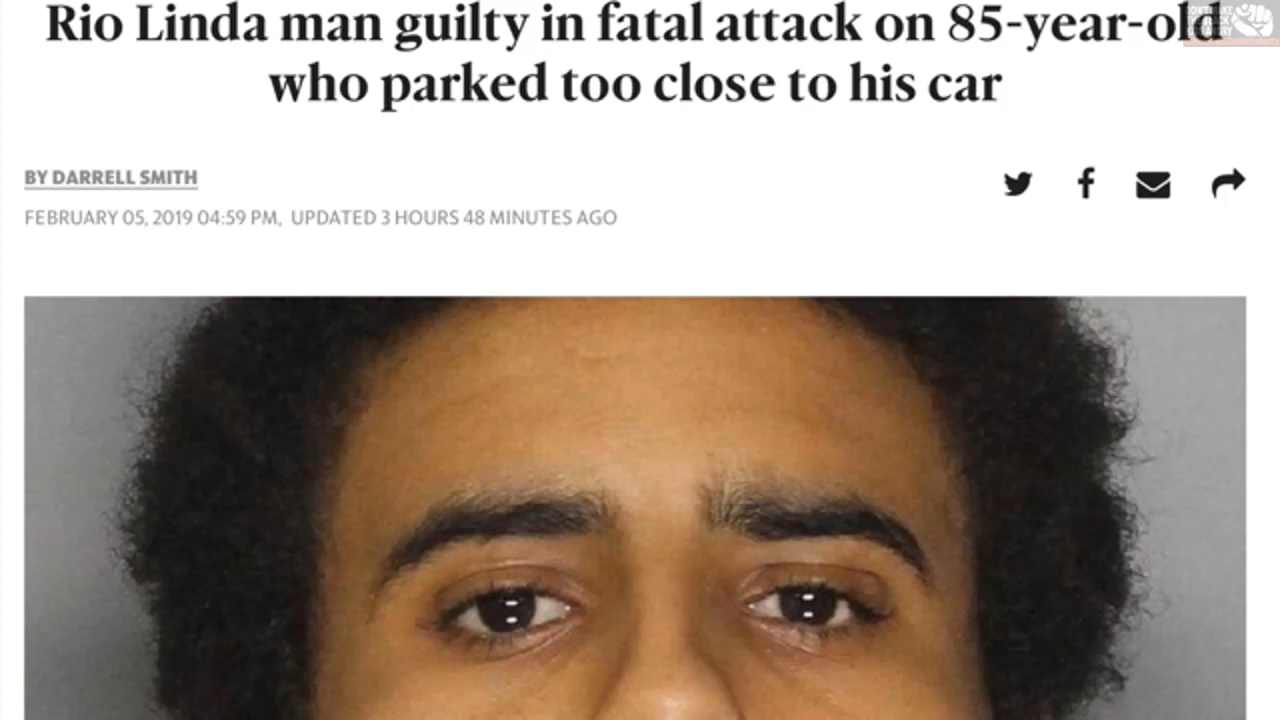 Rio Linda man guilty in fatal attack on 85-year-old
who parked too close to his car
BY DARRELL SMITH
FEBRUARY 05, 2019 04:59 PM, UPDATED 3 HOURS 48 MINUTES AGO